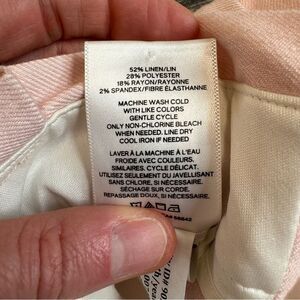 52% LINEN/LIN
28% POLYESTER
18% RAYON/RAYONNE
2% SPANDEX/FIBRE ÉLASTHANNE
MACHINE WASH COLD
WITH LIKE COLORS
GENTLE CYCLE
ONLY NON-CHLORINE BLEACH
WHEN NEEDED. LINE DRY
COOL IRON IF NEEDED
LAVER À LA MACHINE À L'EAU
FROIDE AVEC COULEURS.
SIMILAIRES. CYCLE DÉLICAT.
UTILISEZ SEULEMENT DU JAVELLISANT
SANS CHLORE, SI NÉCESSAIRE.
SÉCHAGE SUR CORDE.
REPASSAGE DOUX, SI NÉCESSAIRE